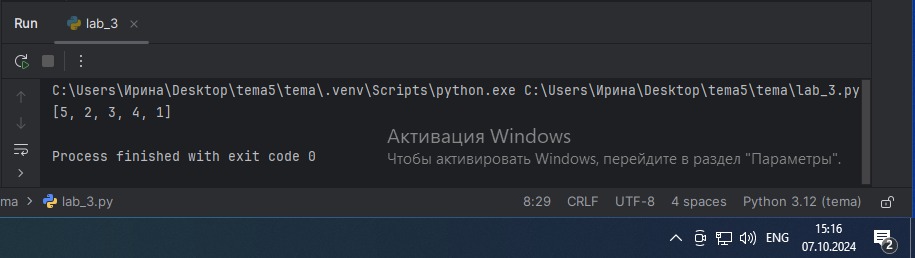 Run lab_3
C:\Users\Ирина\Desktop\tema5\tema\.venv\Scripts\python.exe C:\Users\Ирина\Desktop\tema5\tema\lab_3.py
[5, 2, 3, 4, 1]
Активация Windows
Process finished with exit code 0
Чтобы активировать Windows, перейдите в раздел "Параметры".
ma > lab_3.py 8:29 CRLF UTF-8 4 spaces Python 3.12 (tema)
ENG 15:16
07.10.2024 2